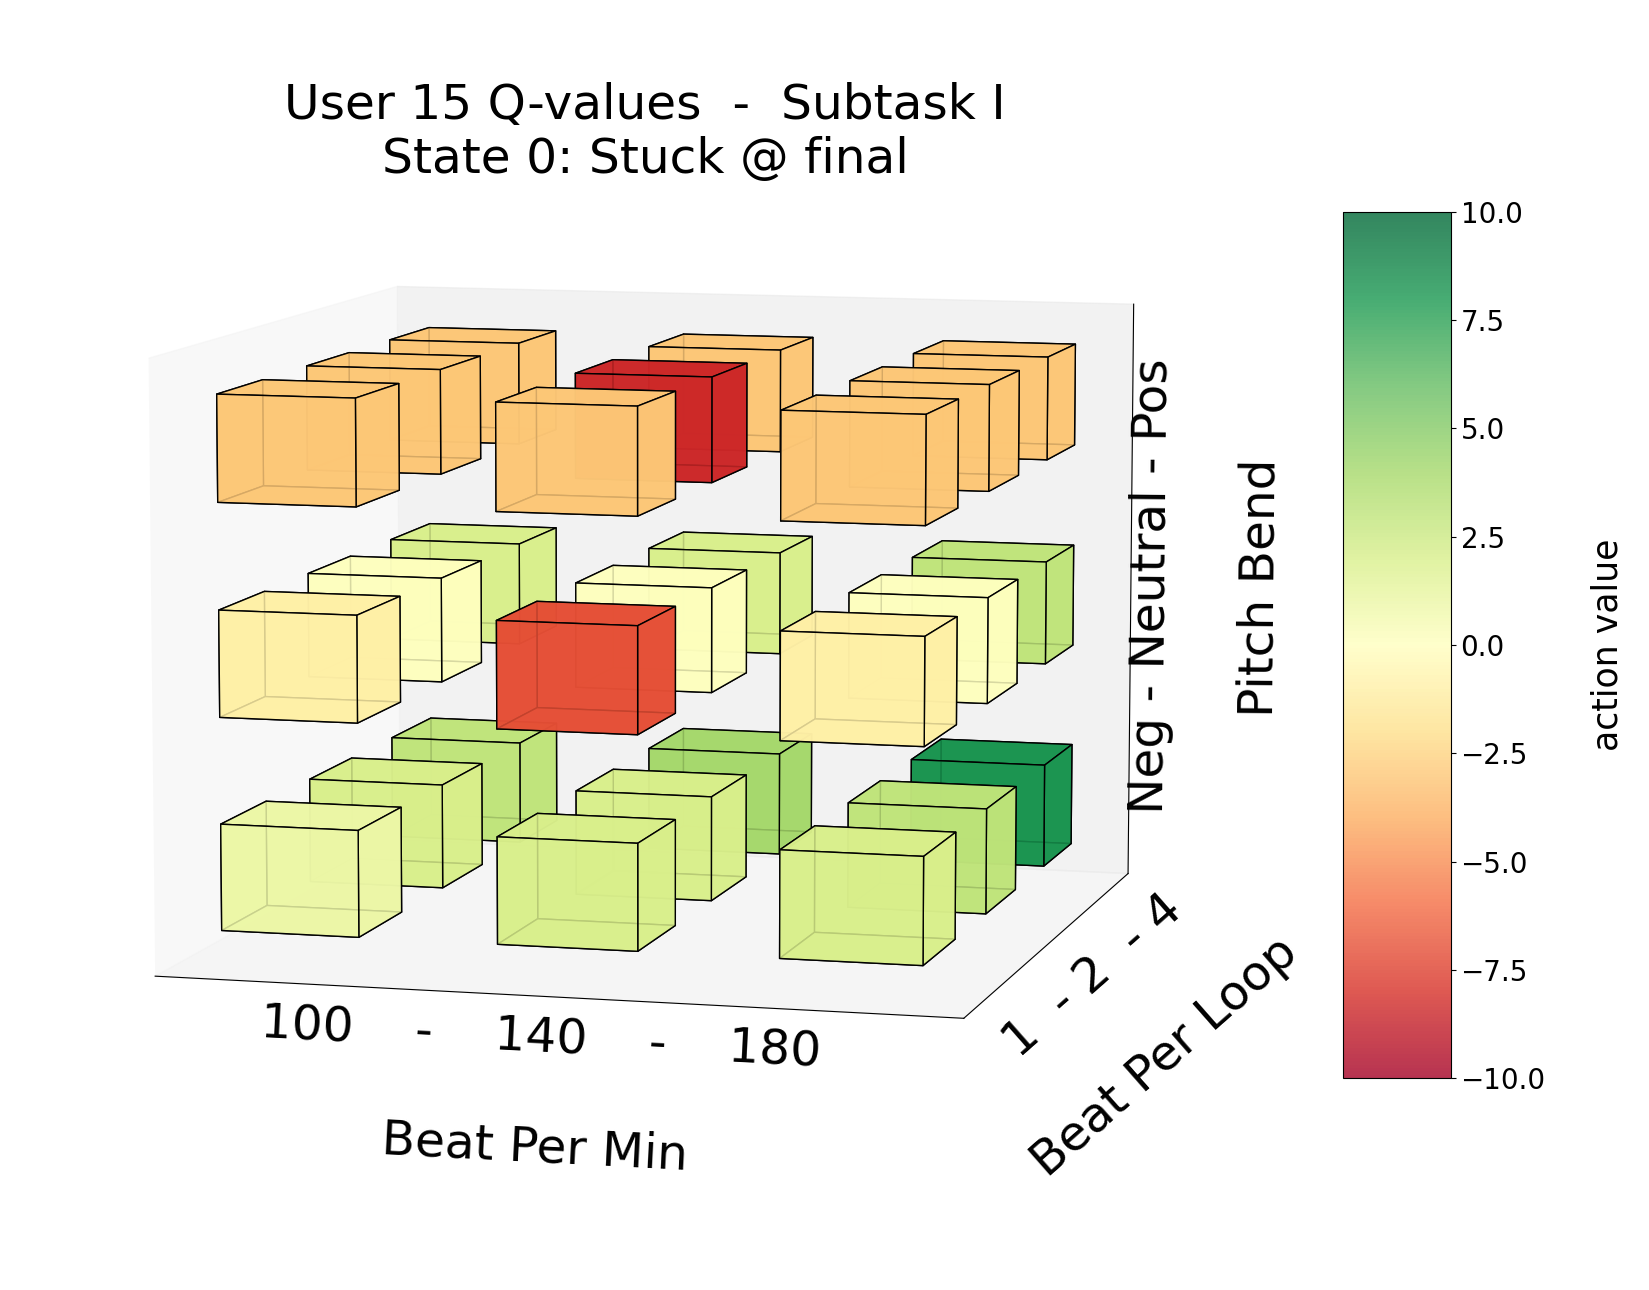 User 15 Q-values - Subtask I
State 0: Stuck @ final
10.0
7.5
5.0
2.5
0.0
−2.5
−5.0
−7.5
−10.0
action value
Neg - Neutral - Pos
Pitch Bend
100 - 140 - 180
Beat Per Min
1 - 2 - 4
Beat Per Loop